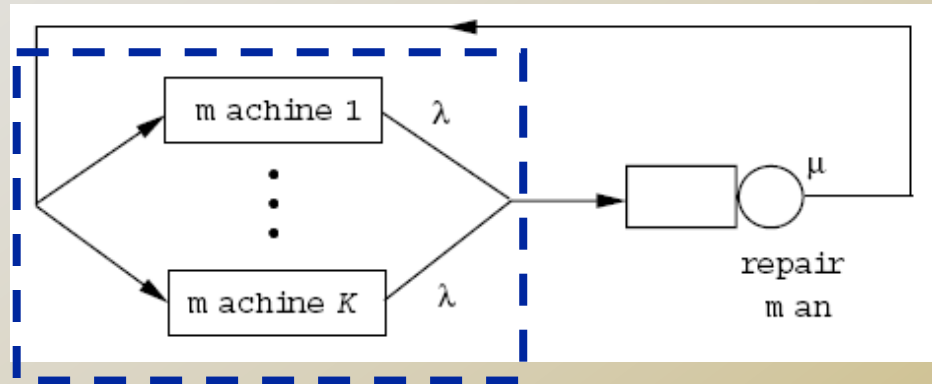 machine 1
λ
μ
repair
man
machine K
λ